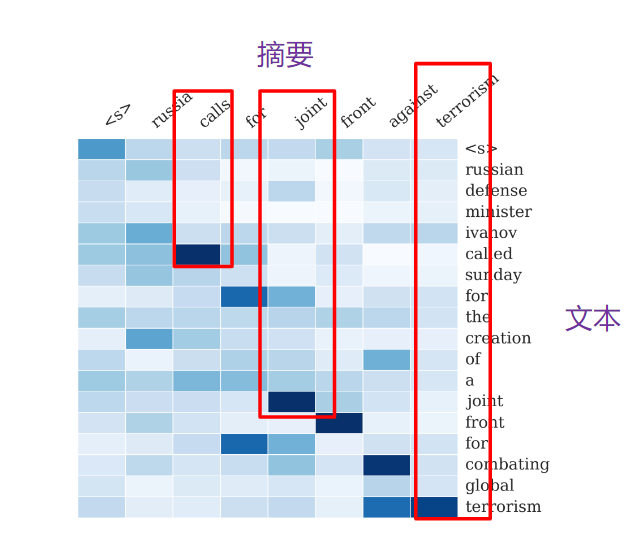 摘要
<s> russia calls for joint front against terrorism
<s>
russian
defense
minister
ivanov
called
sunday
for
the
creation
of
a
joint
front
for
combating
global
terrorism
文本